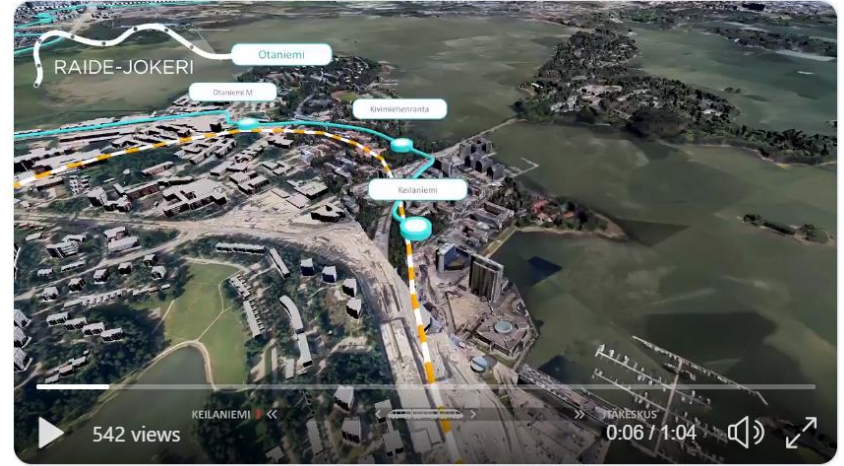 RAIDE-JOKERI
Otaniemi
Otaniemi M
Kivimiehenranta
Keilaniemi
KEILANIEMI
ITÄKESKUS
542 views
0:06 / 1:04